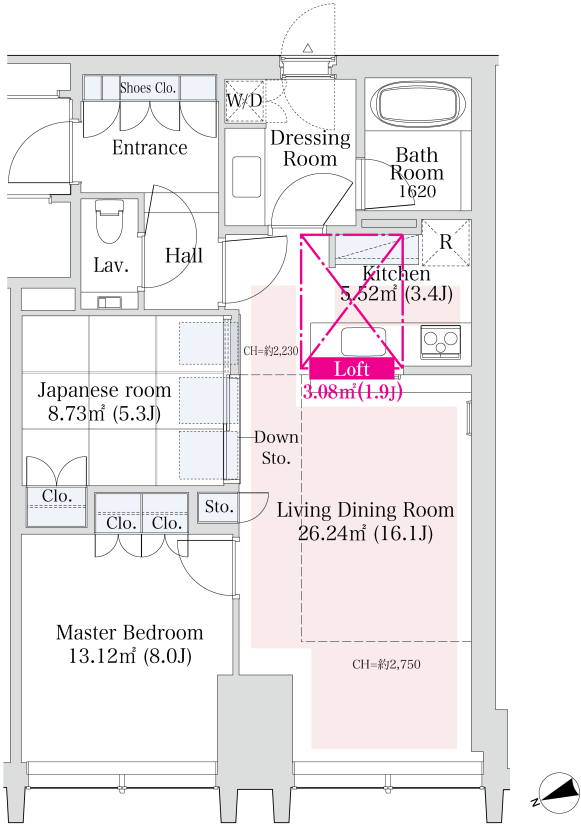 Shoes Clo.
W/D
Entrance
Dressing
Room
Bath
Room
1620
Lav.
Hall
R
Kitchen
5.52㎡ (3.4J)
CH=約2,230
Loft
3.08㎡(1.9J)
Japanese room
8.73㎡ (5.3J)
Down
Sto.
Clo.
Clo.
Clo.
Sto.
Living Dining Room
26.24㎡ (16.1J)
Master Bedroom
13.12㎡ (8.0J)
CH=約2,750
N